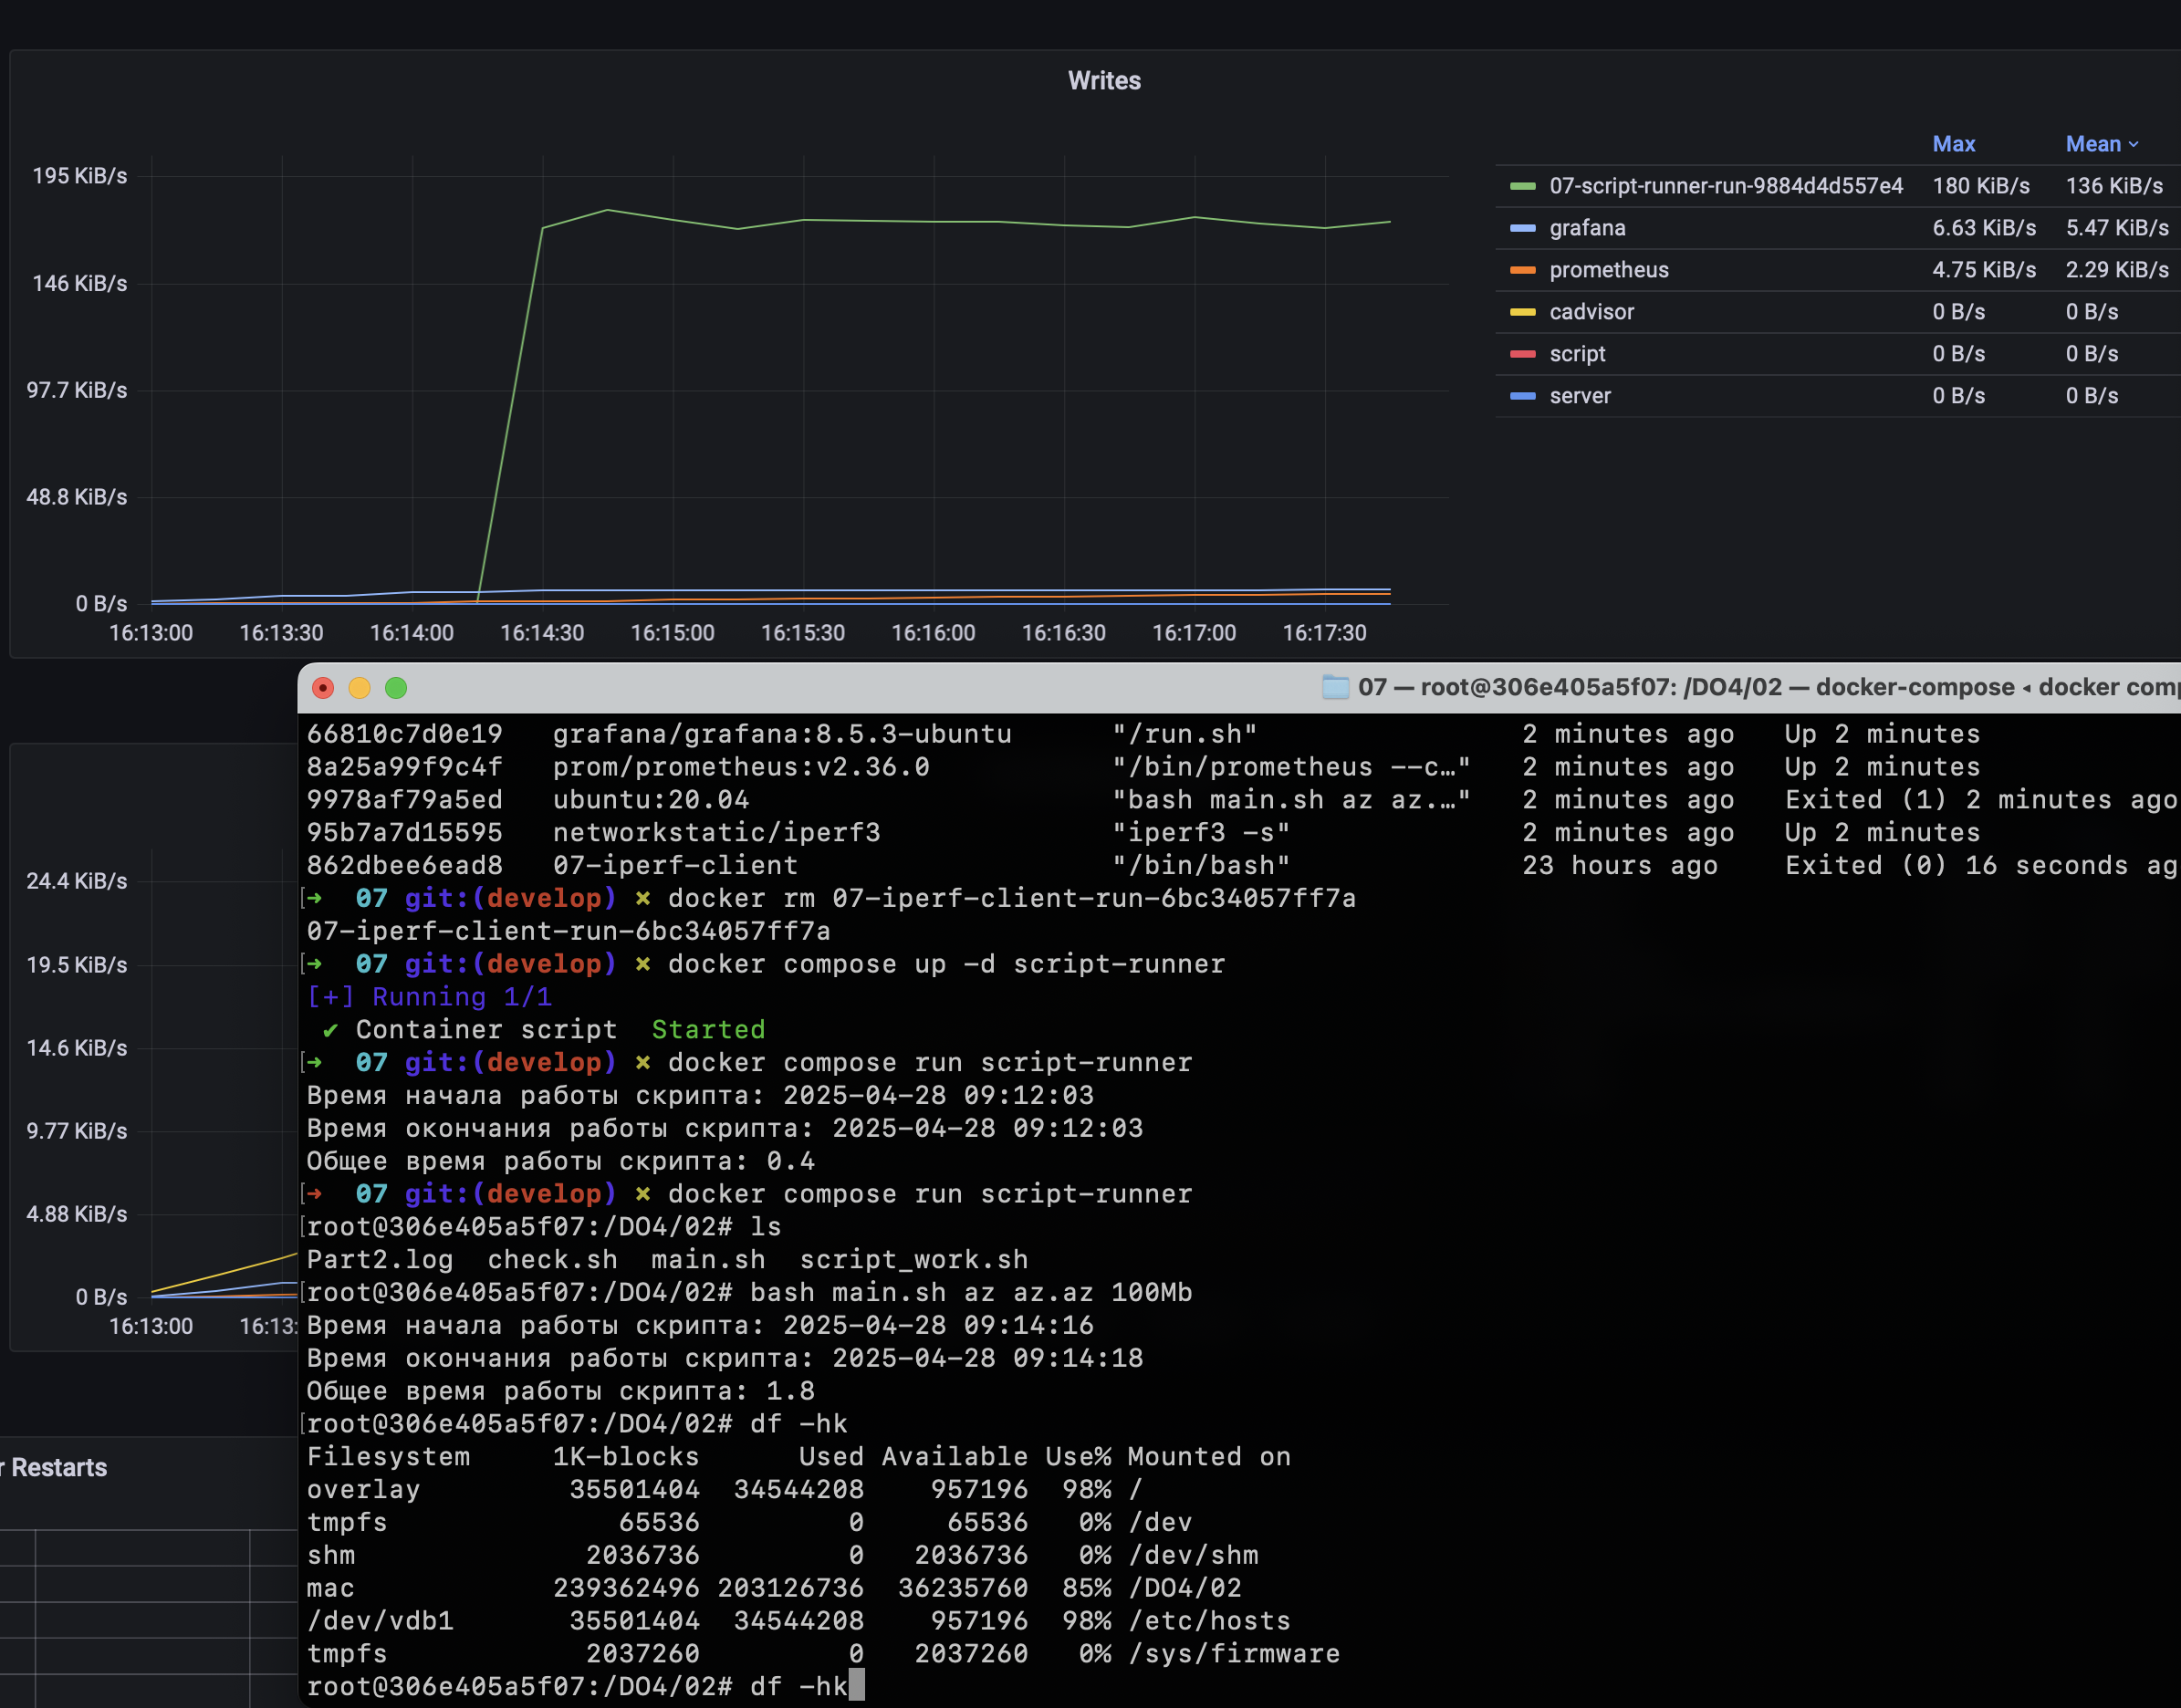 Writes
Max Mean
195 KiB/s
146 KiB/s
97.7 KiB/s
48.8 KiB/s
0 B/s
16:13:00 16:13:30 16:14:00 16:14:30 16:15:00 16:15:30 16:16:00 16:16:30 16:17:00 16:17:30
07-script-runner-run-9884d4d557e4 180 KiB/s 136 KiB/s
grafana 6.63 KiB/s 5.47 KiB/s
prometheus 4.75 KiB/s 2.29 KiB/s
cadvisor 0 B/s 0 B/s
script 0 B/s 0 B/s
server 0 B/s 0 B/s
24.4 KiB/s
19.5 KiB/s
14.6 KiB/s
9.77 KiB/s
4.88 KiB/s
0 B/s
16:13:00 16:13:
r Restarts
07 — root@306e405a5f07: /DO4/02 — docker-compose ◂ docker comp
66810c7d0e19 grafana/grafana:8.5.3-ubuntu "/run.sh" 2 minutes ago Up 2 minutes
8a25a99f9c4f prom/prometheus:v2.36.0 "/bin/prometheus --c…" 2 minutes ago Up 2 minutes
9978af79a5ed ubuntu:20.04 "bash main.sh az az.…" 2 minutes ago Exited (1) 2 minutes ago
95b7a7d15595 networkstatic/iperf3 "iperf3 -s" 2 minutes ago Up 2 minutes
862dbee6ead8 07-iperf-client "/bin/bash" 23 hours ago Exited (0) 16 seconds ag
[➜ 07 git:(develop) ✖ docker rm 07-iperf-client-run-6bc34057ff7a
07-iperf-client-run-6bc34057ff7a
[➜ 07 git:(develop) ✖ docker compose up -d script-runner
[+] Running 1/1
✔ Container script Started
[➜ 07 git:(develop) ✖ docker compose run script-runner
Время начала работы скрипта: 2025-04-28 09:12:03
Время окончания работы скрипта: 2025-04-28 09:12:03
Общее время работы скрипта: 0.4
[➜ 07 git:(develop) ✖ docker compose run script-runner
[root@306e405a5f07:/DO4/02# ls
Part2.log check.sh main.sh script_work.sh
[root@306e405a5f07:/DO4/02# bash main.sh az az.az 100Mb
Время начала работы скрипта: 2025-04-28 09:14:16
Время окончания работы скрипта: 2025-04-28 09:14:18
Общее время работы скрипта: 1.8
[root@306e405a5f07:/DO4/02# df -hk
Filesystem 1K-blocks Used Available Use% Mounted on
overlay 35501404 34544208 957196 98% /
tmpfs 65536 0 65536 0% /dev
shm 2036736 0 2036736 0% /dev/shm
mac 239362496 203126736 36235760 85% /DO4/02
/dev/vdb1 35501404 34544208 957196 98% /etc/hosts
tmpfs 2037260 0 2037260 0% /sys/firmware
root@306e405a5f07:/DO4/02# df -hk